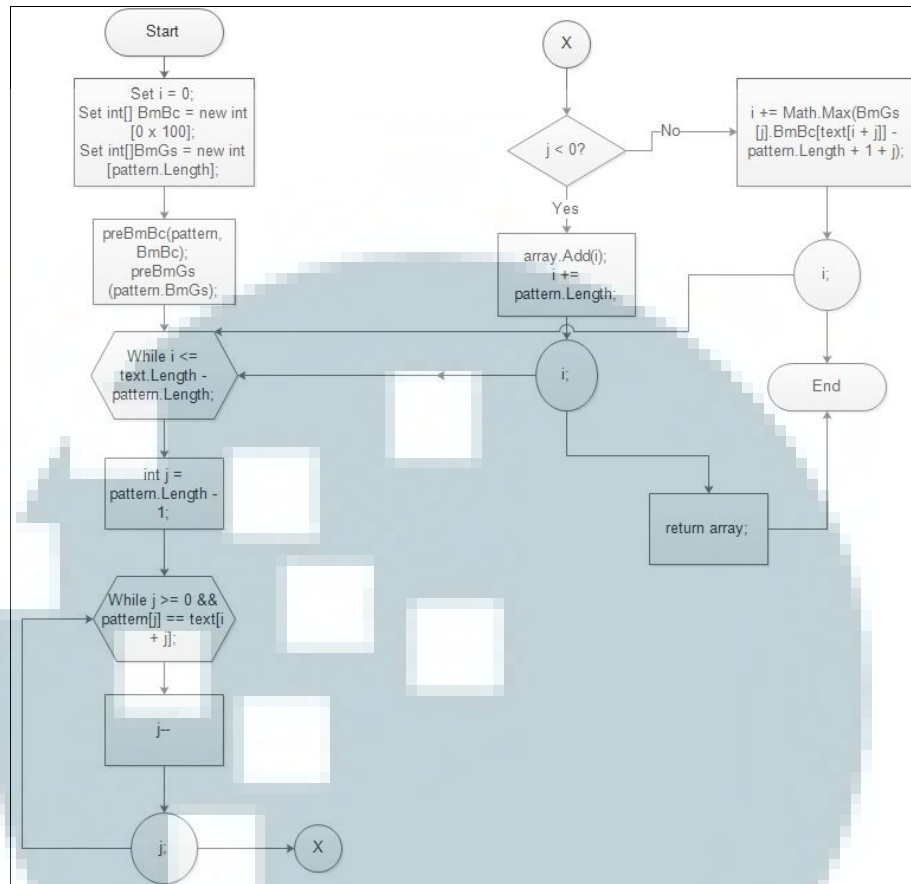 Start
Set i = 0;
Set int[] BmBc = new int
[0 x 100];
Set int[]BmGs = new int
[pattern.Length];
preBmBc(pattern,
BmBc);
preBmGs
(pattern.BmGs);
While i <=
text.Length -
pattern.Length;
int j =
pattern.Length -
1;
While j >= 0 &&
pattern[j] == text[i
+ j];
j--
j;
X
X
j < 0?
No
Yes
array.Add(i);
i +=
pattern.Length;
i;
return array;
i += Math.Max(BmGs
[j].BmBc[text[i + j]] -
pattern.Length + 1 + j);
i;
End